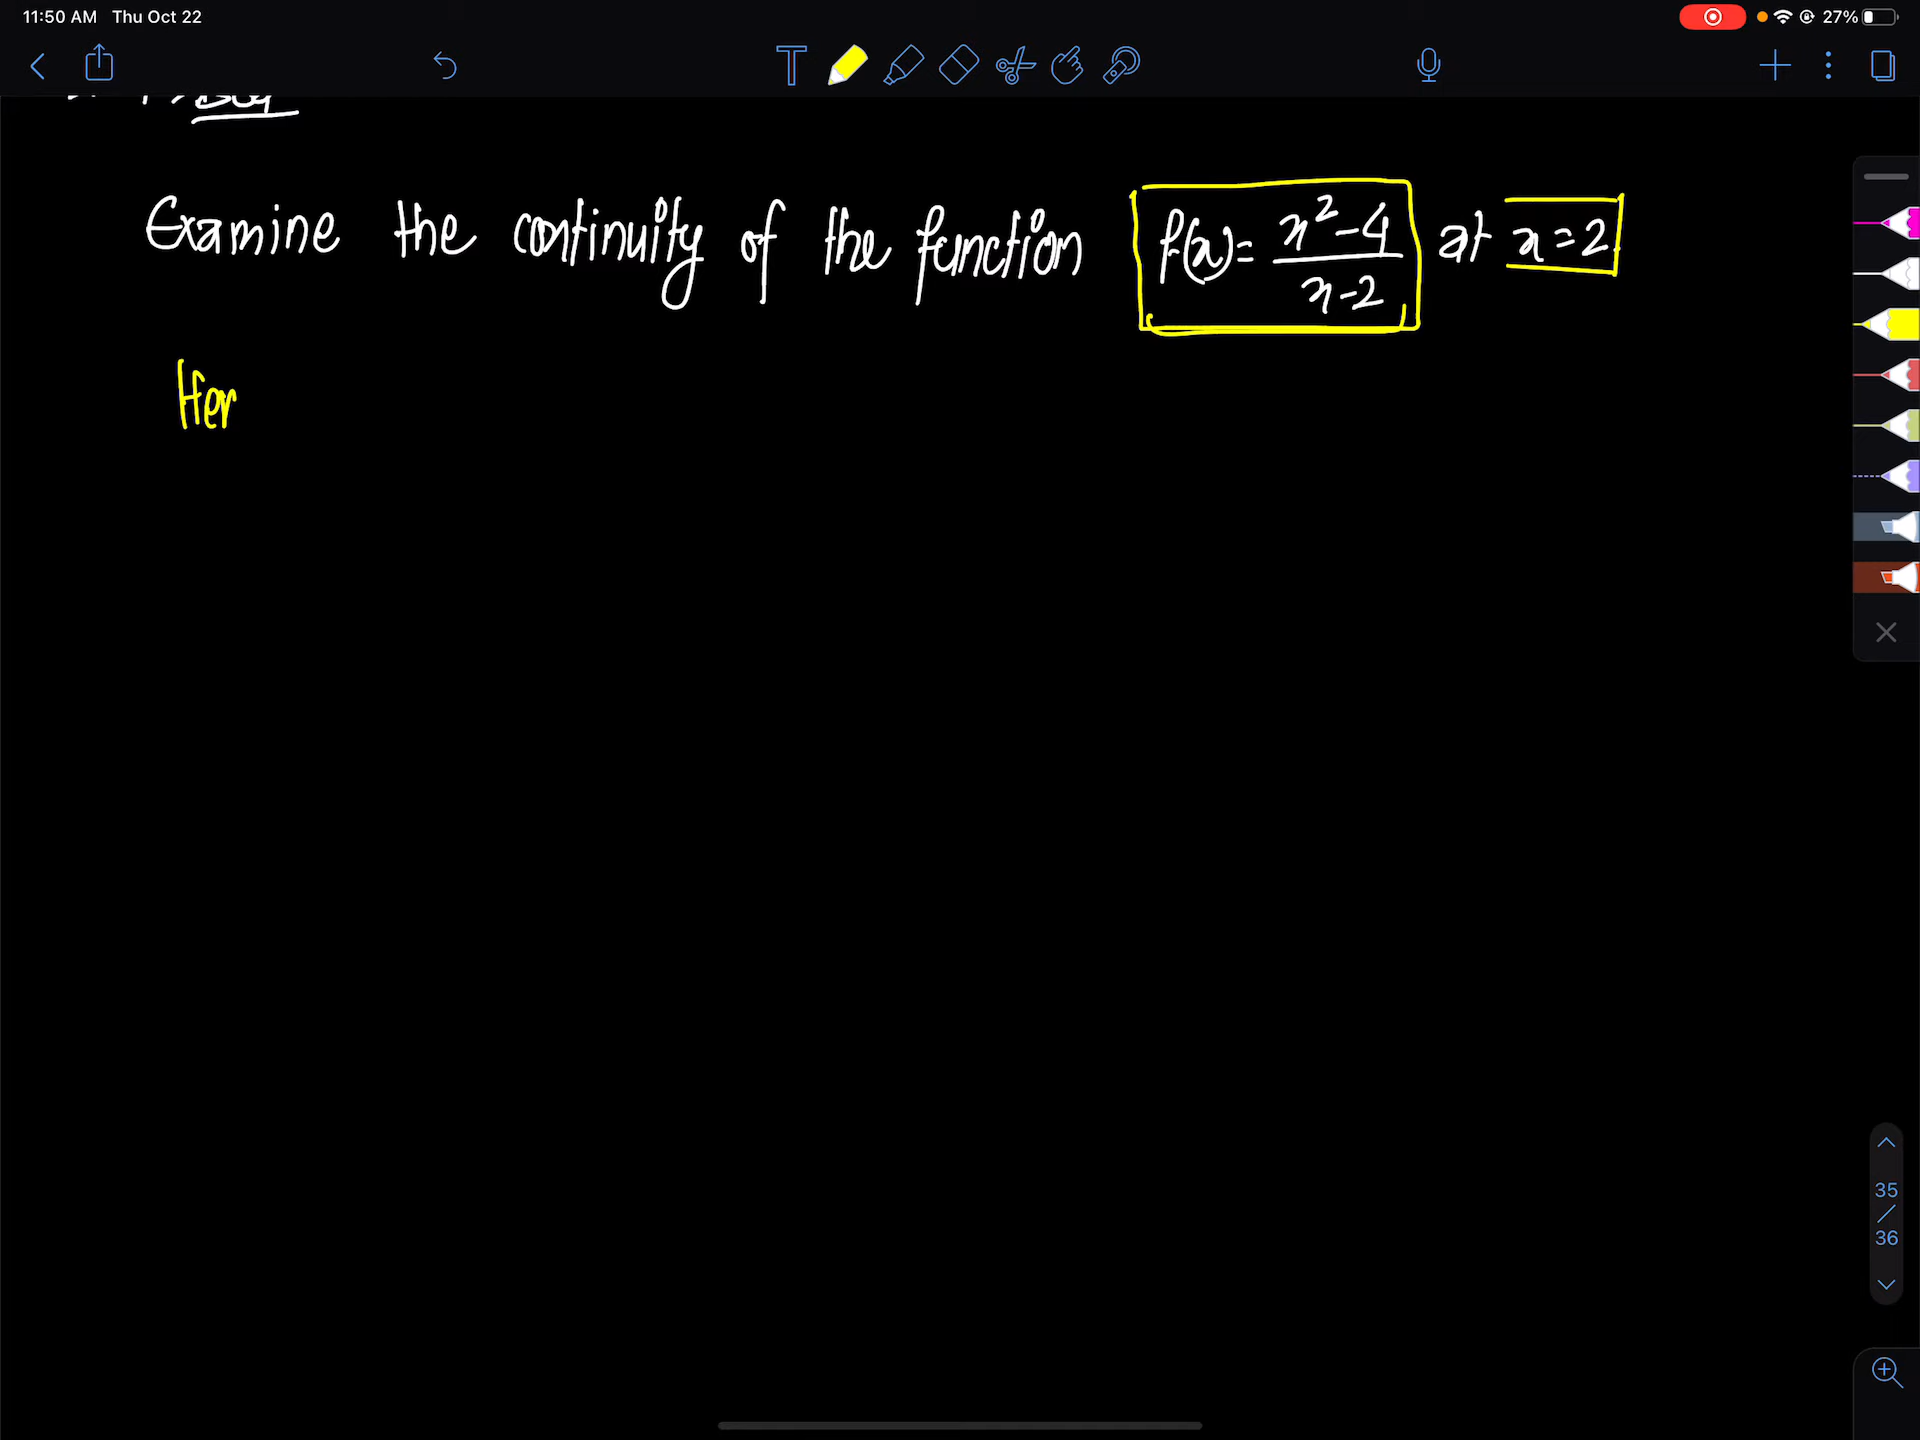 11:50 AM Thu Oct 22
27%
Examine the continuity of the function f(x)= x²-4 / x-2 at x=2
Her
35
/
36